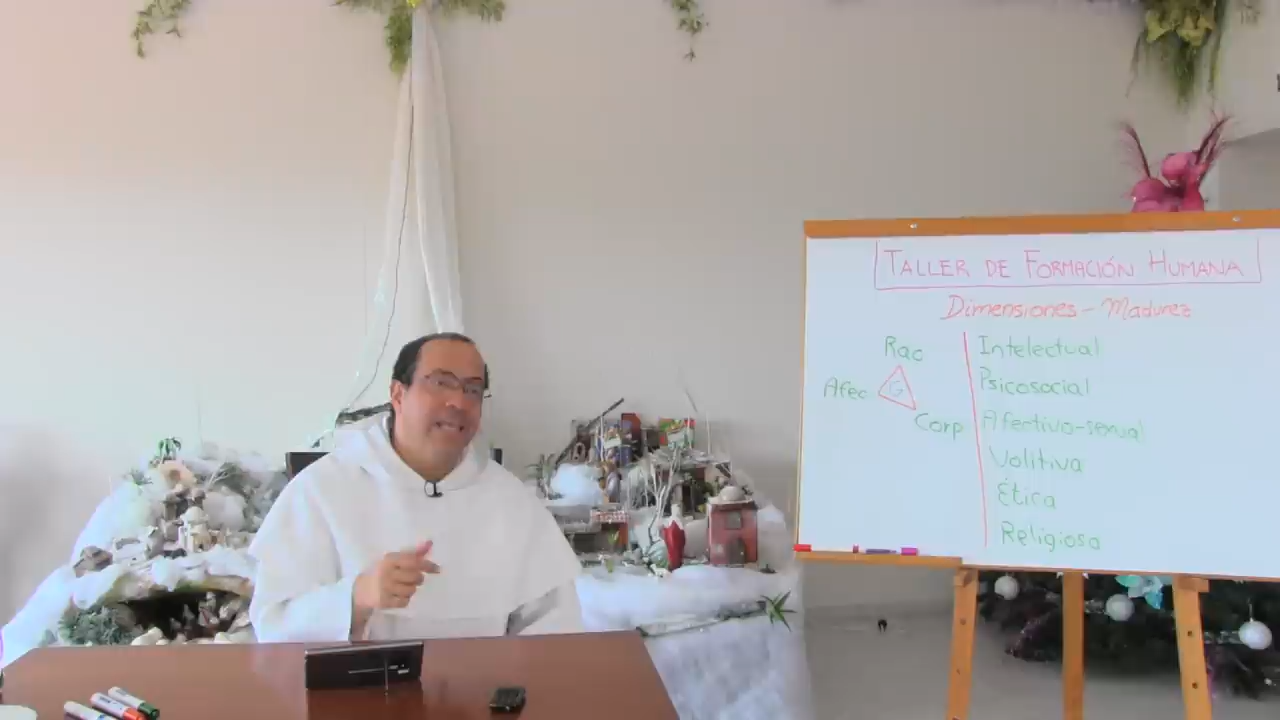 TALLER DE FORMACIÓN HUMANA
Dimensiones - Madurez
Rac
Afec
G
Corp
Intelectual
Psicosocial
Afectivo-sexual
Volitiva
Ética
Religiosa